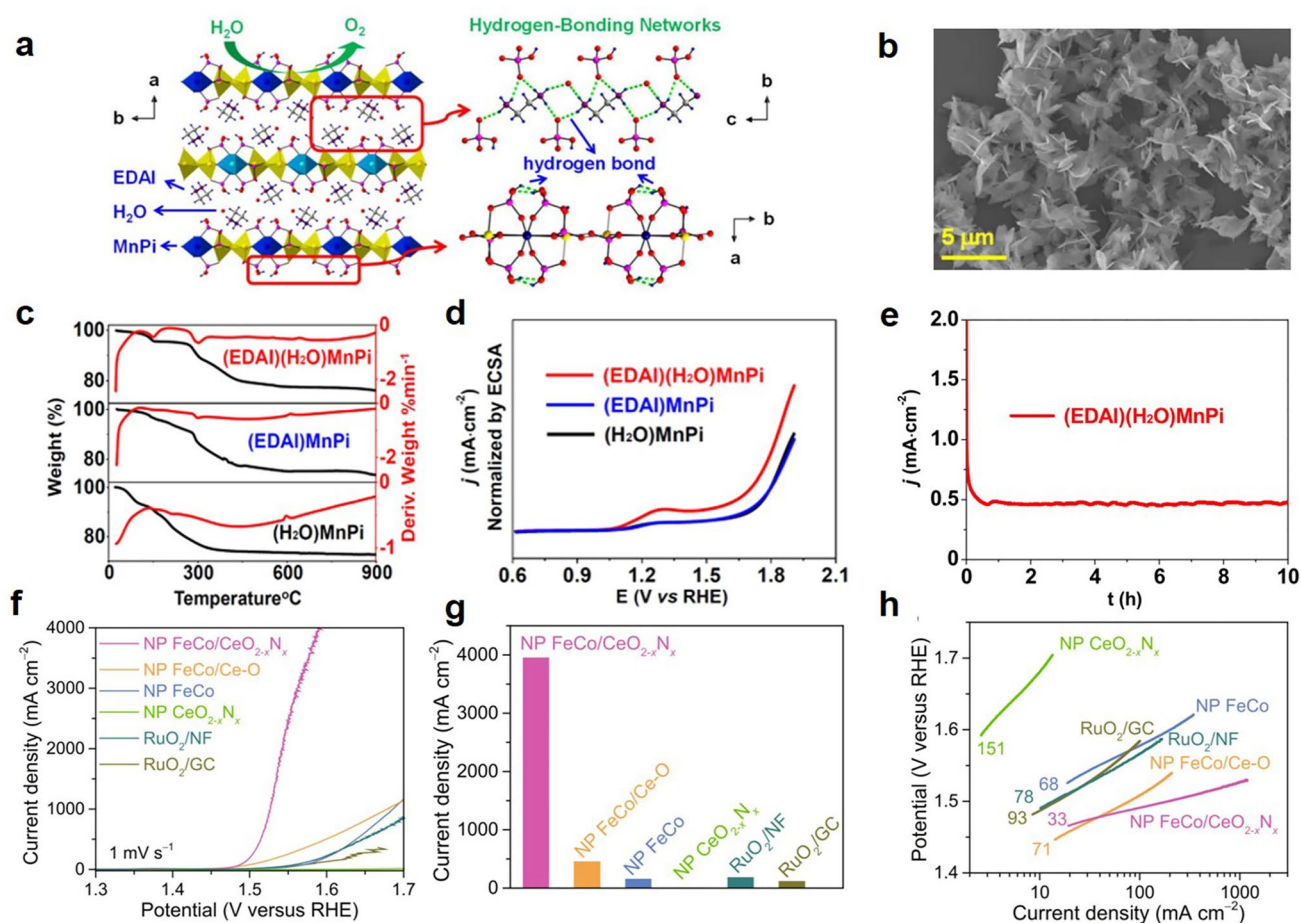 a
H2O
O2
Hydrogen-Bonding Networks
a
b
b
c
EDAI
H2O
MnPi
hydrogen bond
b
a
b
5 μm
c
100
80
(EDAI)(H2O)MnPi
0
-2
100
80
(EDAI)MnPi
0
-2
100
80
(H2O)MnPi
0
-1
Weight (%)
Deriv. Weight %min-1
0
300
600
900
Temperature°C
d
j (mA·cm-2)
Normalized by ECSA
(EDAI)(H2O)MnPi
(EDAI)MnPi
(H2O)MnPi
0.6
0.9
1.2
1.5
1.8
2.1
E (V vs RHE)
e
2.0
1.5
1.0
0.5
0
j (mA·cm-2)
(EDAI)(H2O)MnPi
0
2
4
6
8
10
t (h)
f
4000
3000
2000
1000
0
Current density (mA cm-2)
NP FeCo/CeO2-xNx
NP FeCo/Ce-O
NP FeCo
NP CeO2-xNx
RuO2/NF
RuO2/GC
1 mV s-1
1.3
1.4
1.5
1.6
1.7
Potential (V versus RHE)
g
4000
3000
2000
1000
0
Current density (mA cm-2)
NP FeCo/CeO2-xNx
NP FeCo/Ce-O
NP FeCo
NP CeO2-xNx
RuO2/NF
RuO2/GC
h
1.7
1.6
1.5
1.4
Potential (V versus RHE)
NP CeO2-xNx
151
NP FeCo
RuO2/GC
RuO2/NF
68
NP FeCo/Ce-O
78
93
33
NP FeCo/CeO2-xNx
71
10
100
1000
Current density (mA cm-2)